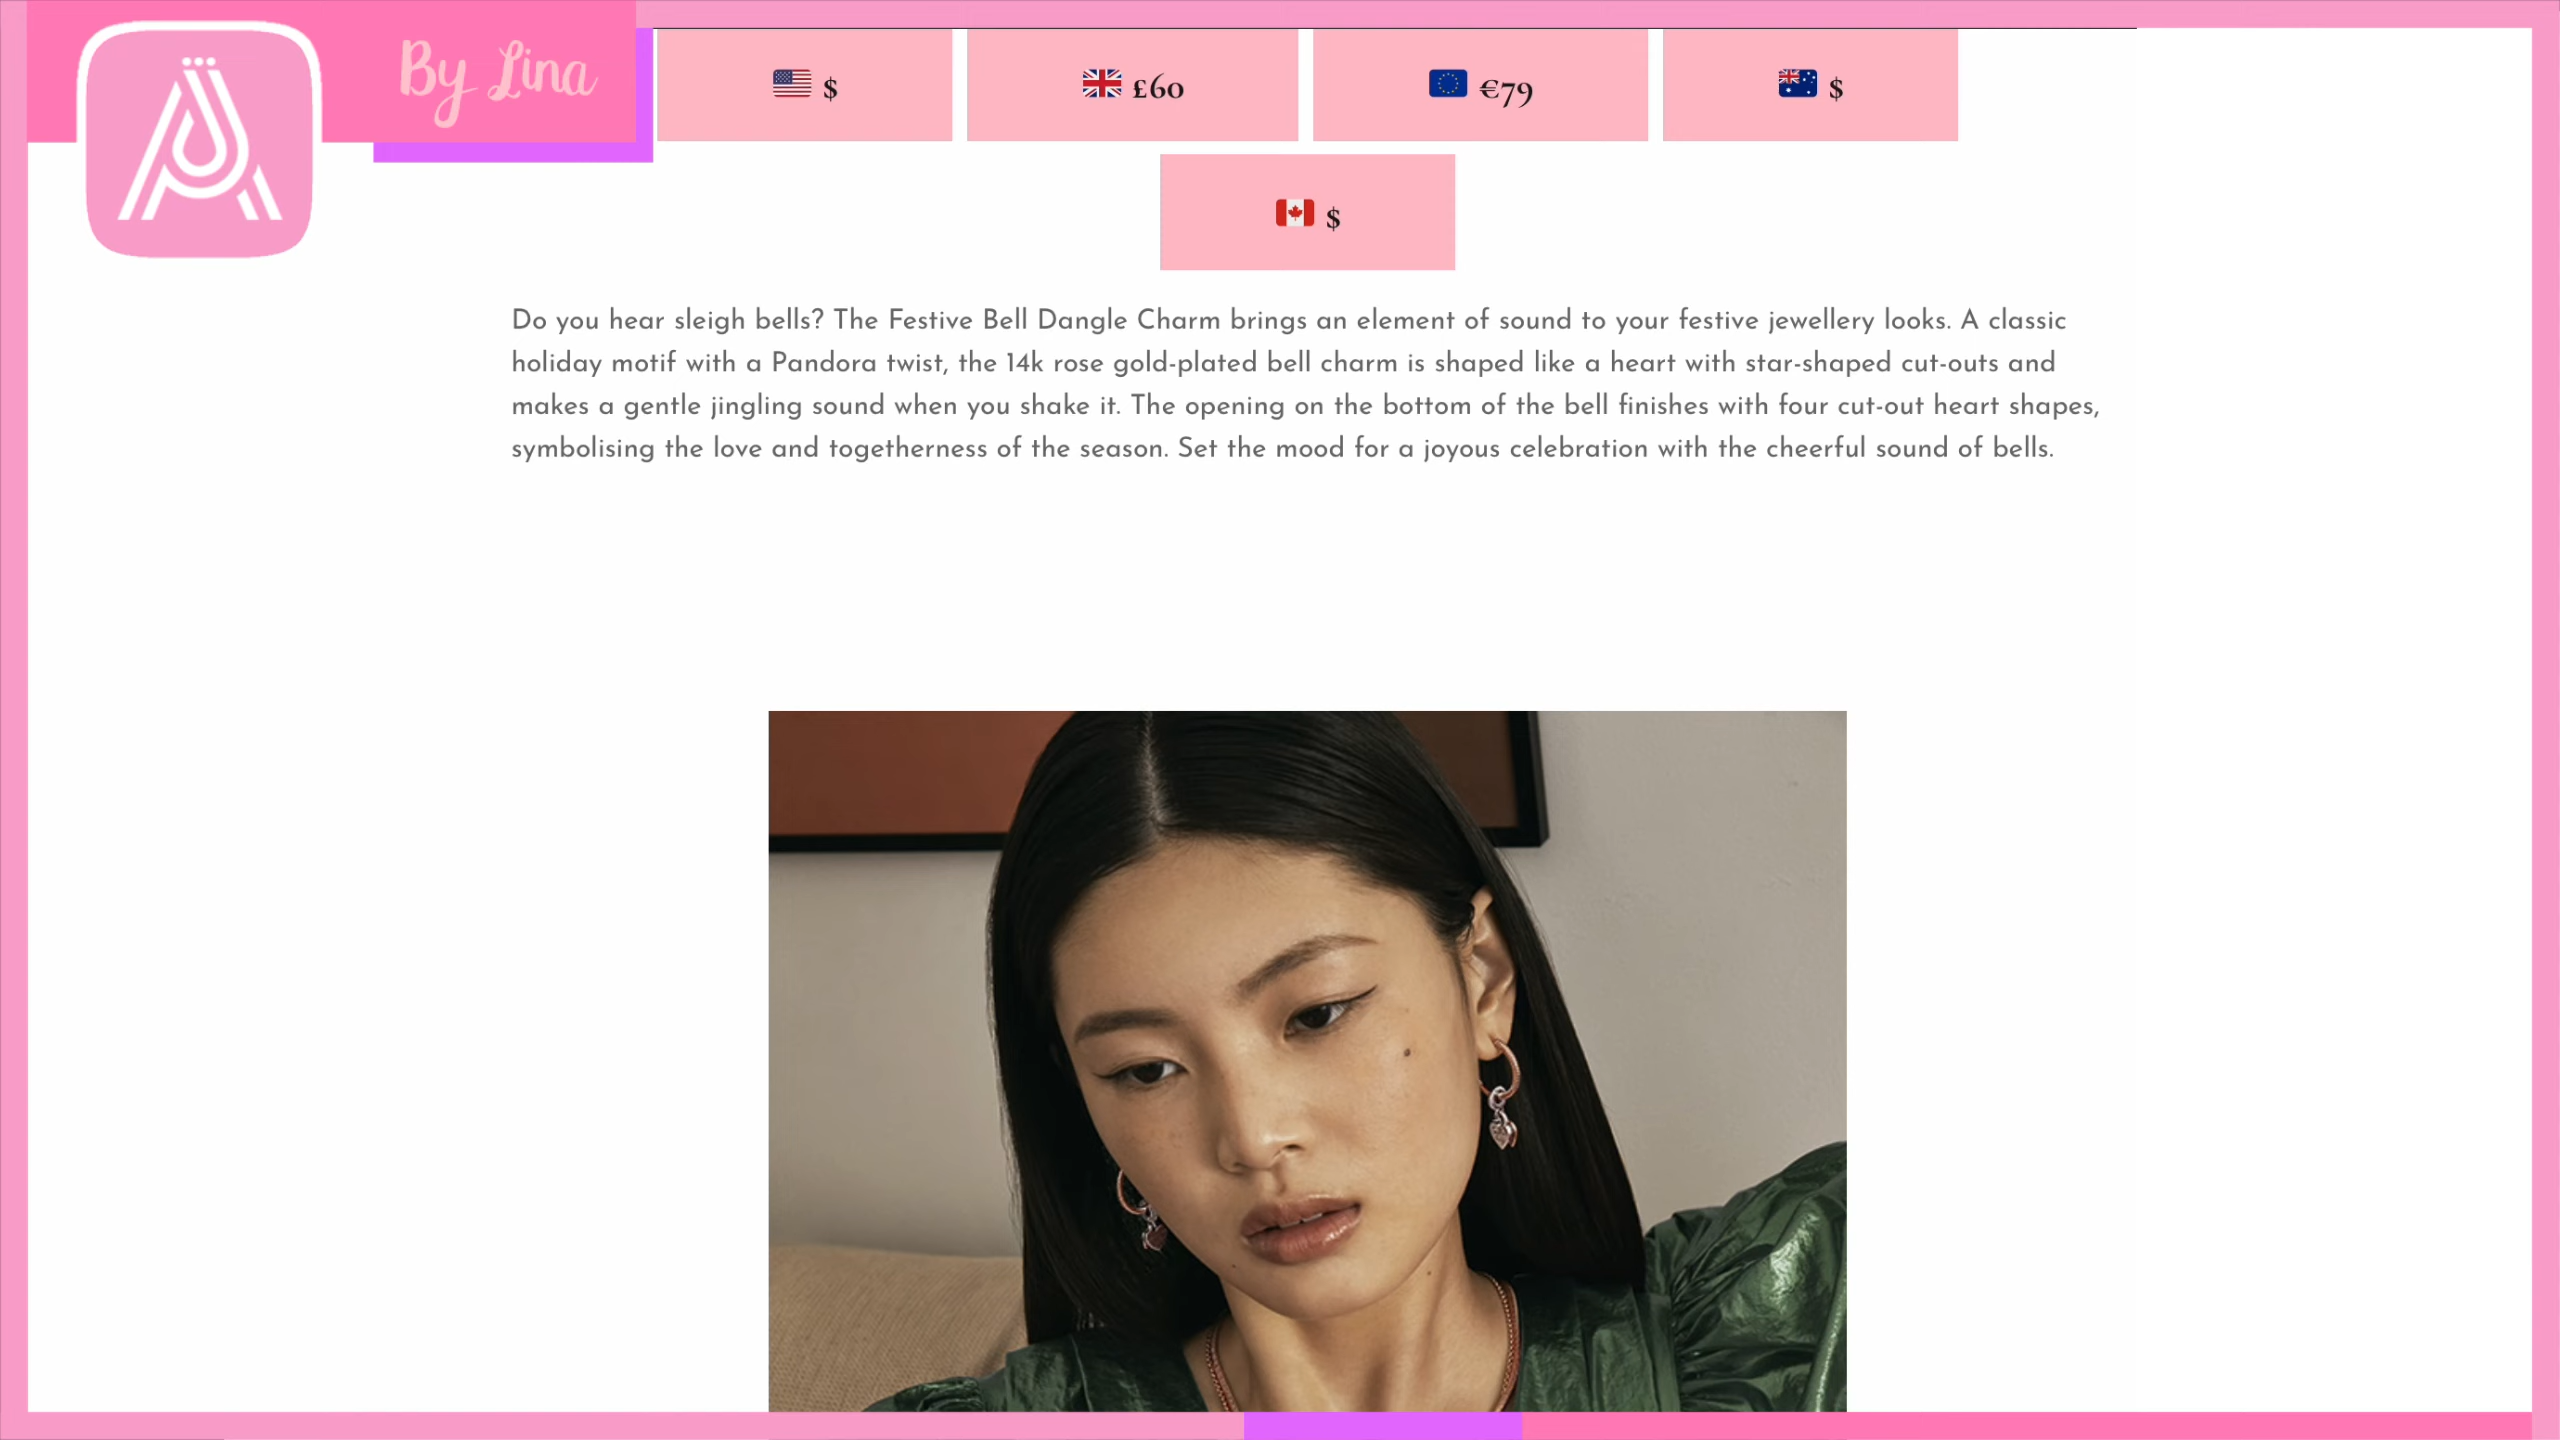 By Lina
$
£60
€79
$
$
Do you hear sleigh bells? The Festive Bell Dangle Charm brings an element of sound to your festive jewellery looks. A classic
holiday motif with a Pandora twist, the 14k rose gold-plated bell charm is shaped like a heart with star-shaped cut-outs and
makes a gentle jingling sound when you shake it. The opening on the bottom of the bell finishes with four cut-out heart shapes,
symbolising the love and togetherness of the season. Set the mood for a joyous celebration with the cheerful sound of bells.